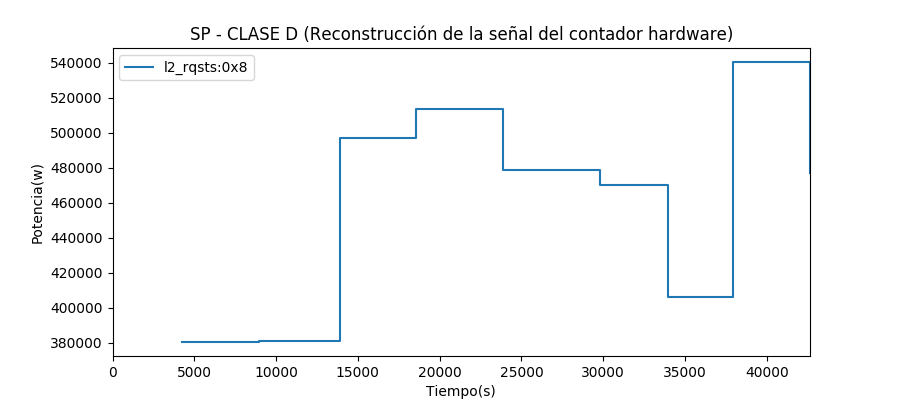 SP - CLASE D (Reconstrucción de la señal del contador hardware)
l2_rqsts:0x8
540000
520000
500000
480000
460000
440000
420000
400000
380000
Potencia(w)
0 5000 10000 15000 20000 25000 30000 35000 40000
Tiempo(s)